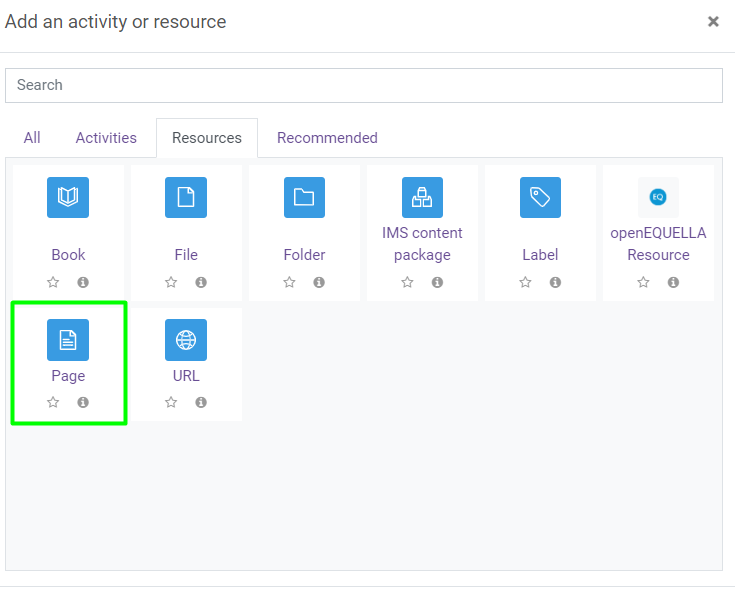 Add an activity or resource
Search
All Activities Resources Recommended
EQ
IMS content openEQUELLA
Book File Folder package Label Resource
Page URL